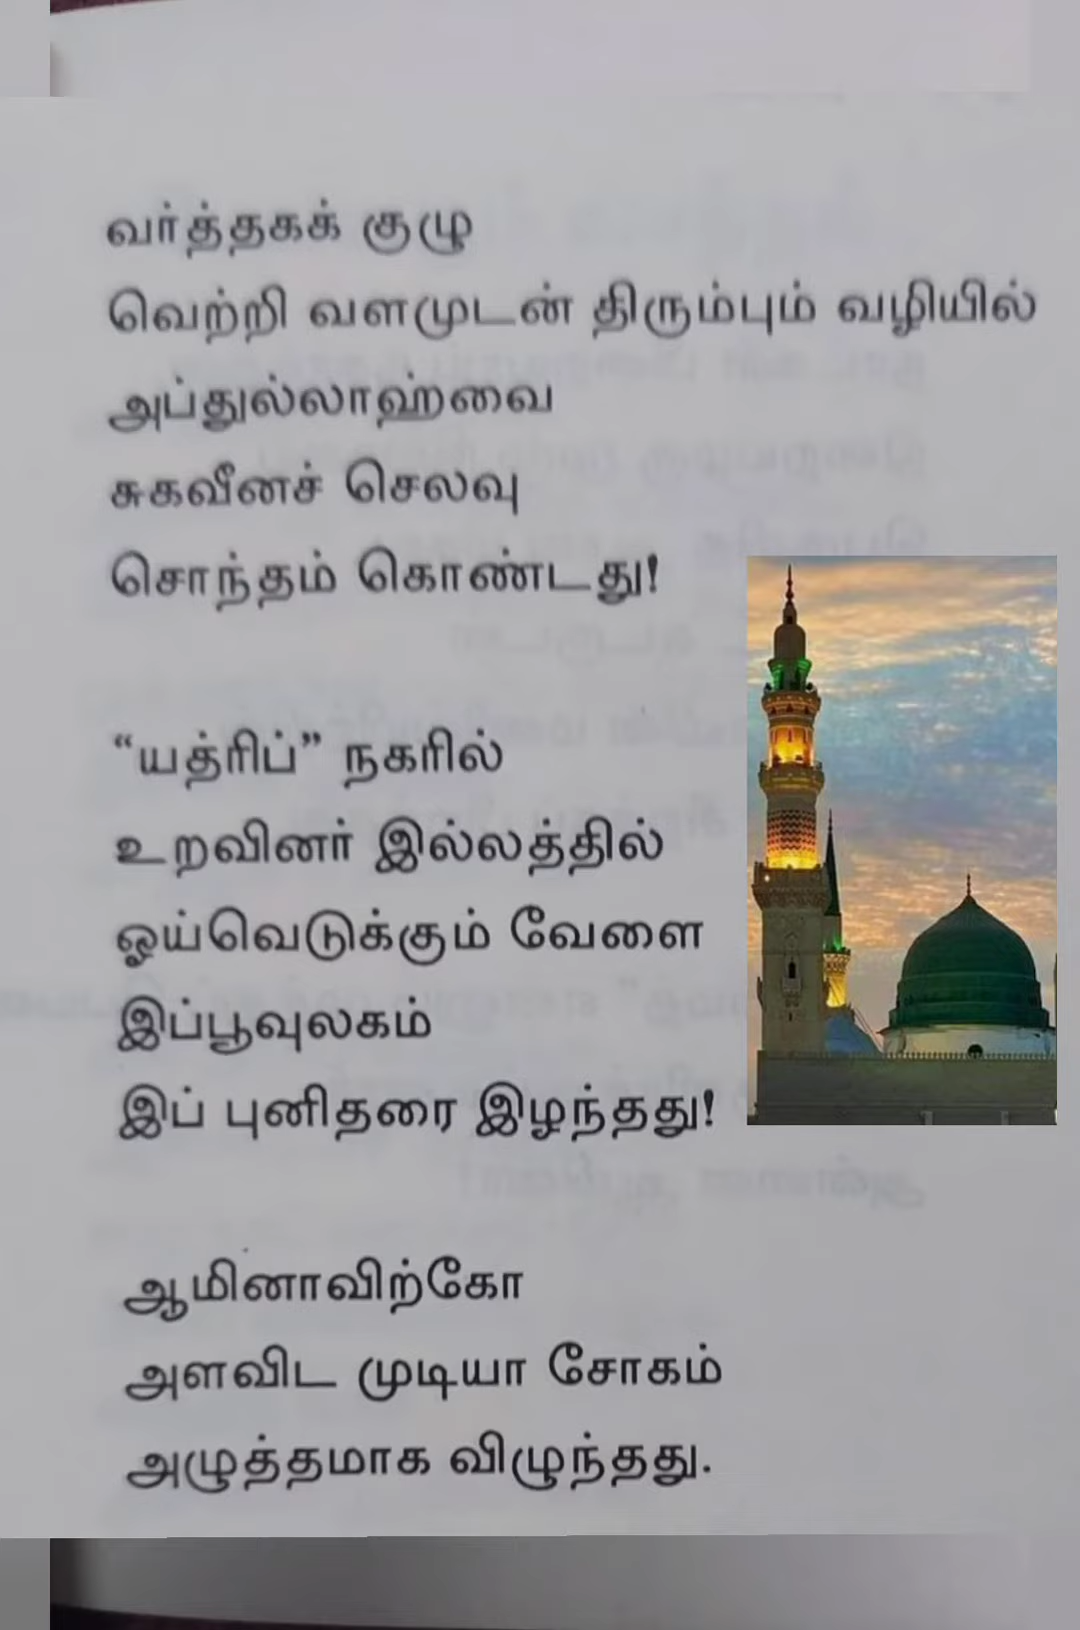 வர்த்தகக் குழு
வெற்றி வளமுடன் திரும்பும் வழியில்
அப்துல்லாஹ்வை
சுகவீனச் செலவு
சொந்தம் கொண்டது!
“யத்ரிப்” நகரில்
உறவினர் இல்லத்தில்
ஓய்வெடுக்கும் வேளை
இப்பூவுலகம்
இப் புனிதரை இழந்தது!
ஆமினாவிற்கோ
அளவிட முடியா சோகம்
அழுத்தமாக விழுந்தது.